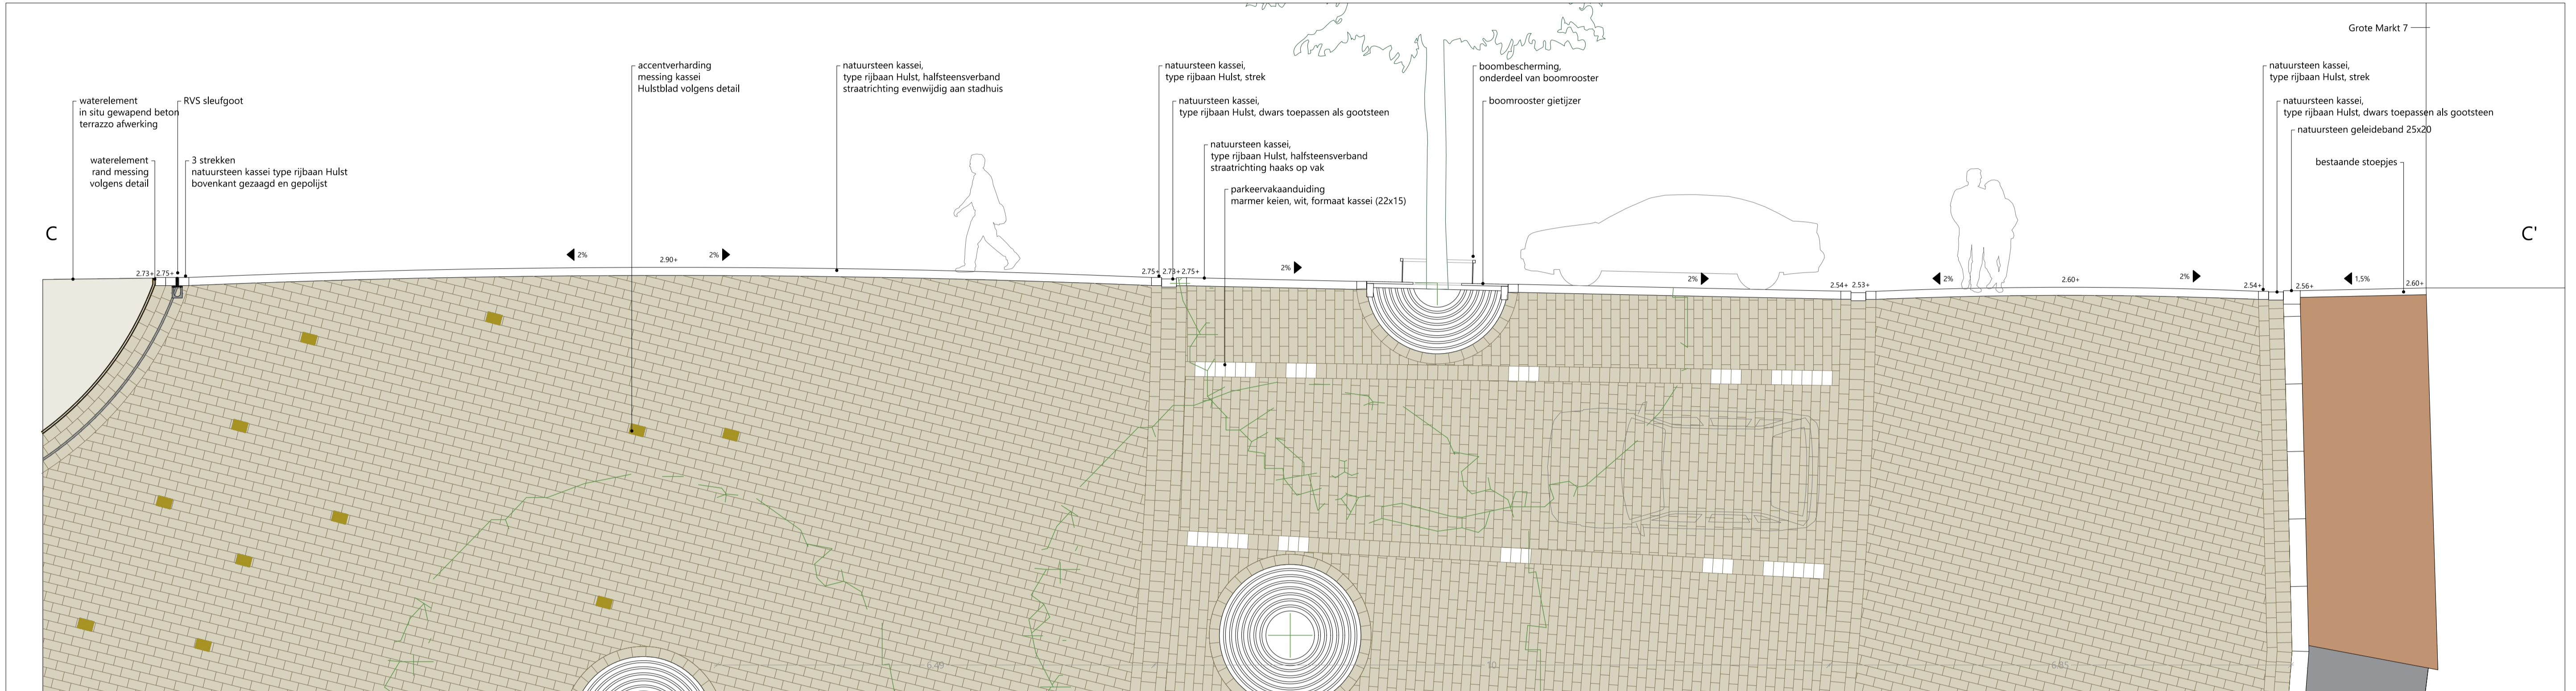 Grote Markt 7
accentverharding
messing kassei
Hulstblad volgens detail
natuursteen kassei,
type rijbaan Hulst, halfsteensverband
straatrichting evenwijdig aan stadhuis
natuursteen kassei,
type rijbaan Hulst, strek
boombescherming,
onderdeel van boomrooster
natuursteen kassei,
type rijbaan Hulst, strek
waterelement
in situ gewapend beton
terrazzo afwerking
RVS sleufgoot
natuursteen kassei,
type rijbaan Hulst, dwars toepassen als gootsteen
boomrooster gietijzer
natuursteen kassei,
type rijbaan Hulst, dwars toepassen als gootsteen
natuursteen geleideband 25x20
natuursteen kassei,
type rijbaan Hulst, halfsteensverband
straatrichting haaks op vak
waterelement
rand messing
volgens detail
3 strekken
natuursteen kassei type rijbaan Hulst
bovenkant gezaagd en gepolijst
bestaande stoepjes
parkeervakaanduiding
marmer keien, wit, formaat kassei (22x15)
C
C'
2.73+ 2.75+
2%
2.90+
2%
2.75+ 2.73+ 2.75+
2%
2%
2.54+ 2.53+
2%
2.60+
2%
2.54+
2.56+
1,5%
2.60+
6.49
10
6.05